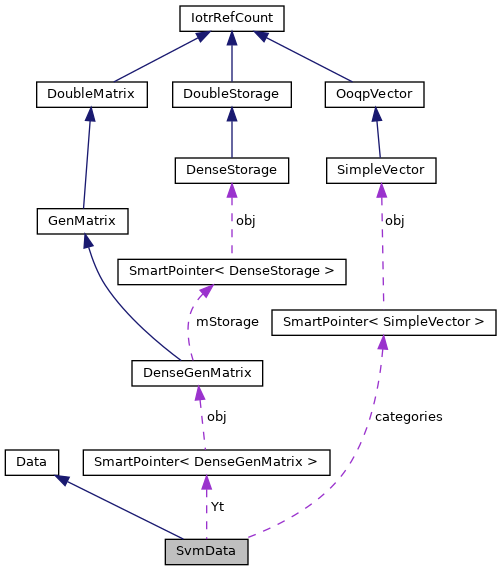 IotrRefCount
DoubleMatrix
DoubleStorage
OoqpVector
DenseStorage
SimpleVector
GenMatrix
obj
obj
SmartPointer< DenseStorage >
mStorage
SmartPointer< SimpleVector >
DenseGenMatrix
obj
categories
Data
SmartPointer< DenseGenMatrix >
Yt
SvmData